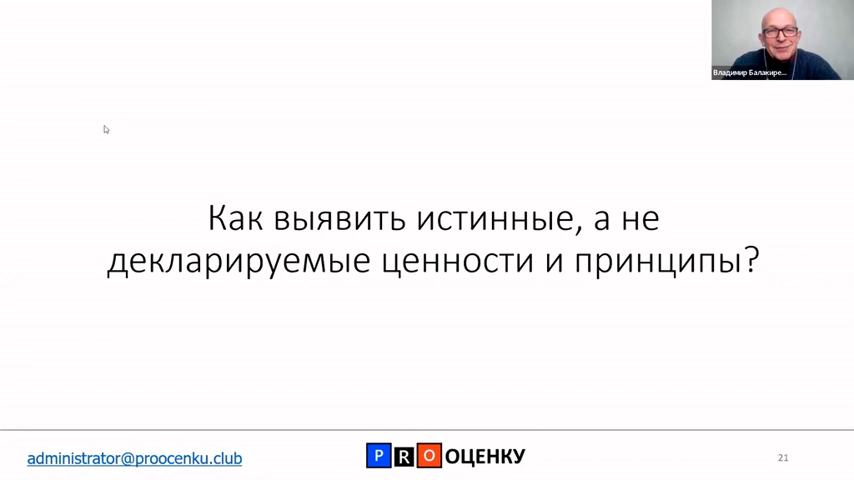 Владимир Балакире...
Как выявить истинные, а не
декларируемые ценности и принципы?
administrator@proocenku.club
PRO ОЦЕНКУ
21